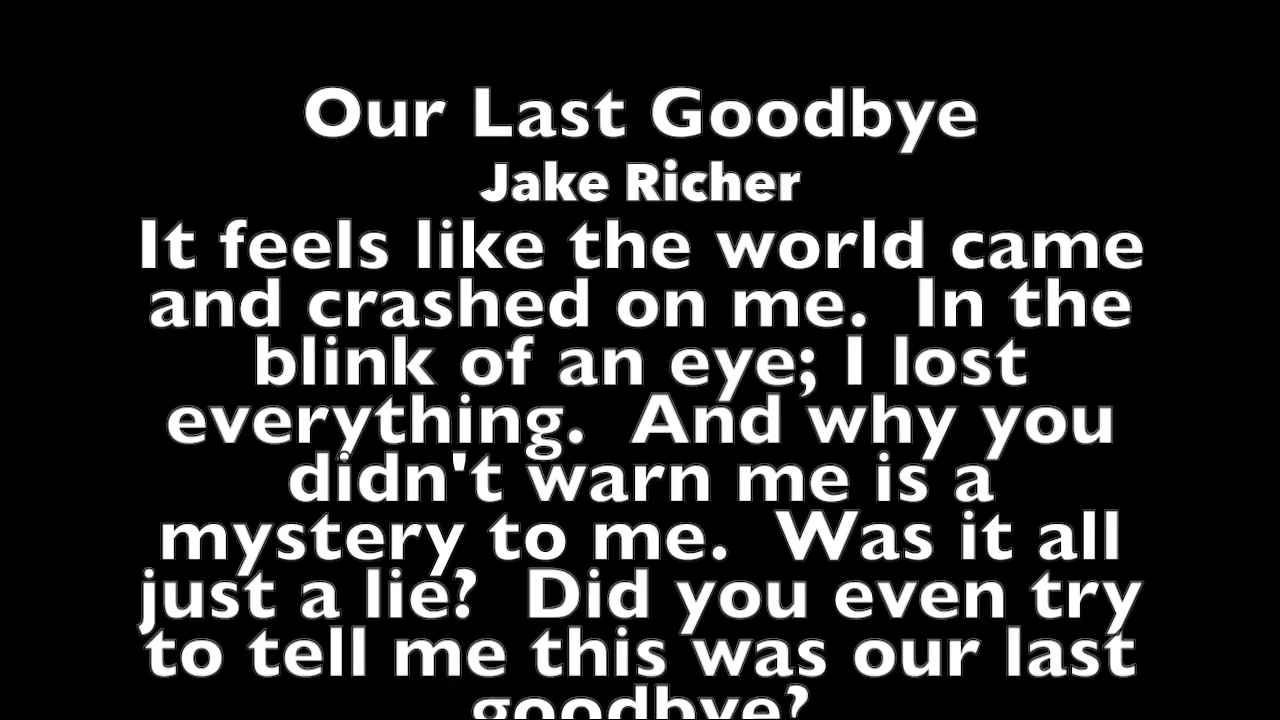 Our Last Goodbye
Jake Richer
It feels like the world came
and crashed on me.  In the
blink of an eye; I lost
everything.  And why you
didn't warn me is a
mystery to me.  Was it all
just a lie?  Did you even try
to tell me this was our last
goodbye?